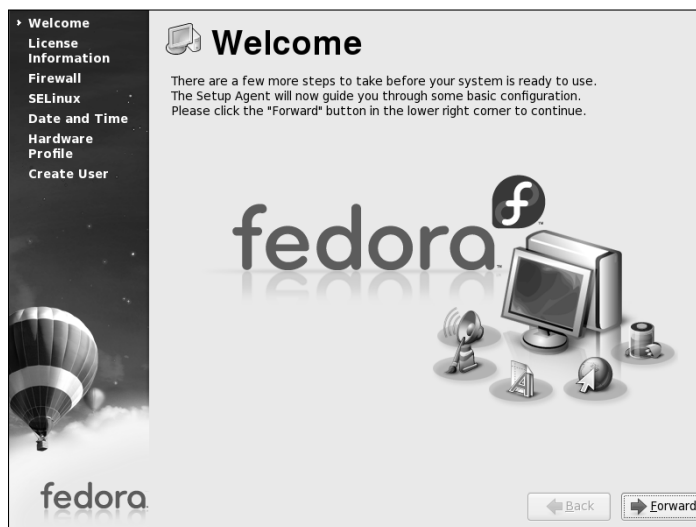 Welcome
License
Information
Firewall
SELinux
Date and Time
Hardware
Profile
Create User
Welcome
There are a few more steps to take before your system is ready to use.
The Setup Agent will now guide you through some basic configuration.
Please click the "Forward" button in the lower right corner to continue.
fedora
f
TM
A
fedora
Back
Forward